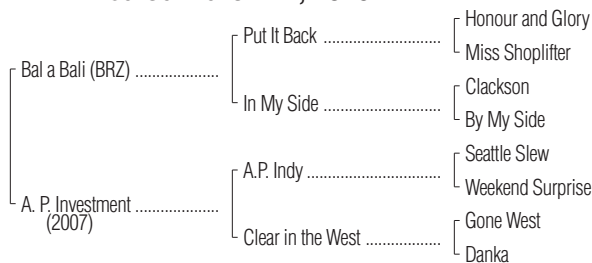 Honour and Glory
Put It Back ........................
Miss Shoplifter
Bal a Bali (BRZ) .................
Clackson
In My Side ........................
By My Side
Seattle Slew
A.P. Indy ...........................
Weekend Surprise
A. P. Investment .................
(2007)
Gone West
Clear in the West ...............
Danka